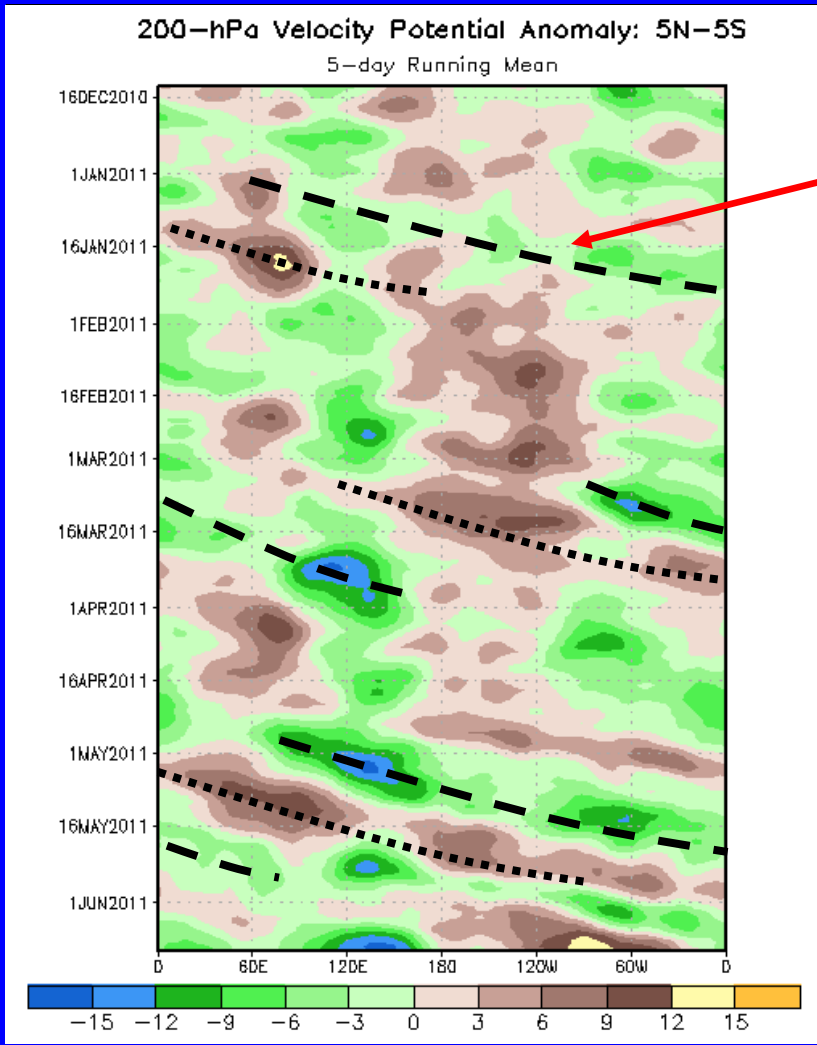 200-hPa Velocity Potential Anomaly: 5N-5S
5-day Running Mean
16DEC2010
1JAN2011
16JAN2011
1FEB2011
16FEB2011
1MAR2011
16MAR2011
1APR2011
16APR2011
1MAY2011
16MAY2011
1JUN2011
0 60E 120E 180 120W 60W 0
-15 -12 -9 -6 -3 0 3 6 9 12 15